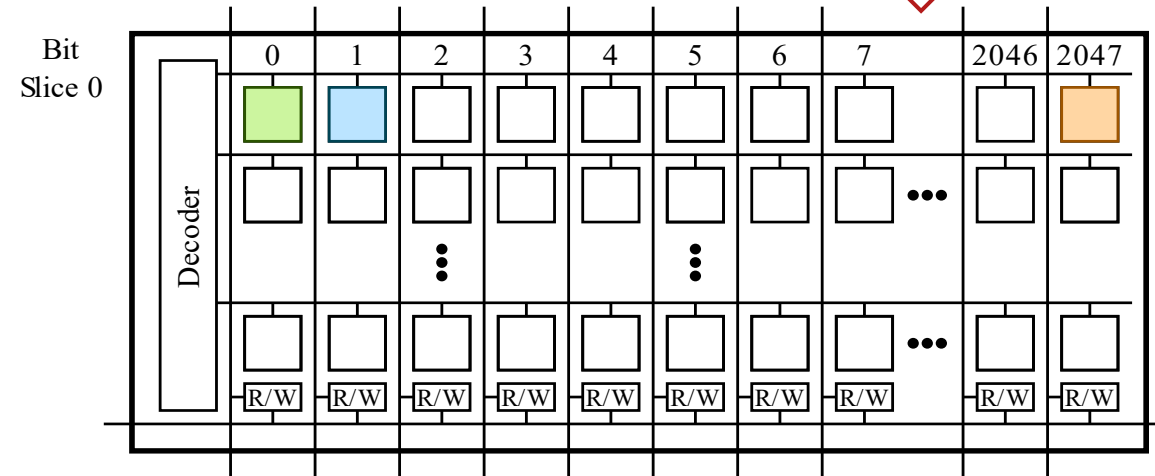 Bit
Slice 0
0 1 2 3 4 5 6 7 2046 2047
Decoder
•••
•••
•••
•••
R/W R/W R/W R/W R/W R/W R/W R/W R/W R/W